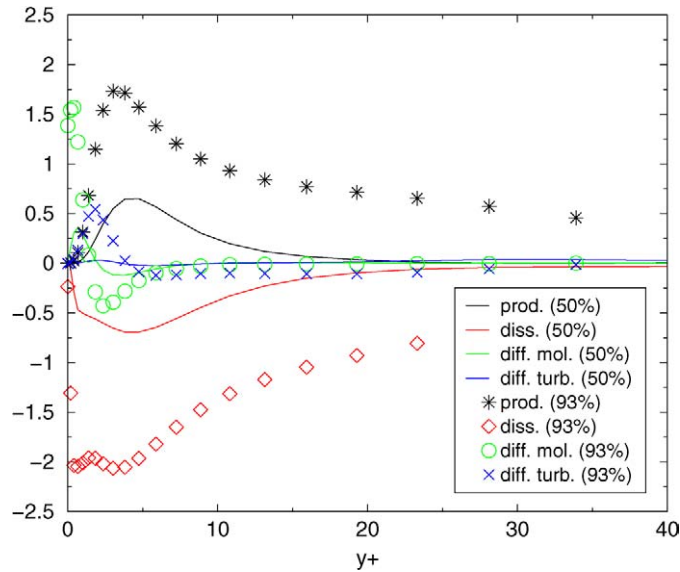 2.5
2
1.5
1
0.5
0
-0.5
-1
-1.5
-2
-2.5
0
10
20
30
40
y+
prod. (50%)
diss. (50%)
diff. mol. (50%)
diff. turb. (50%)
prod. (93%)
diss. (93%)
diff. mol. (93%)
diff turb. (93%)